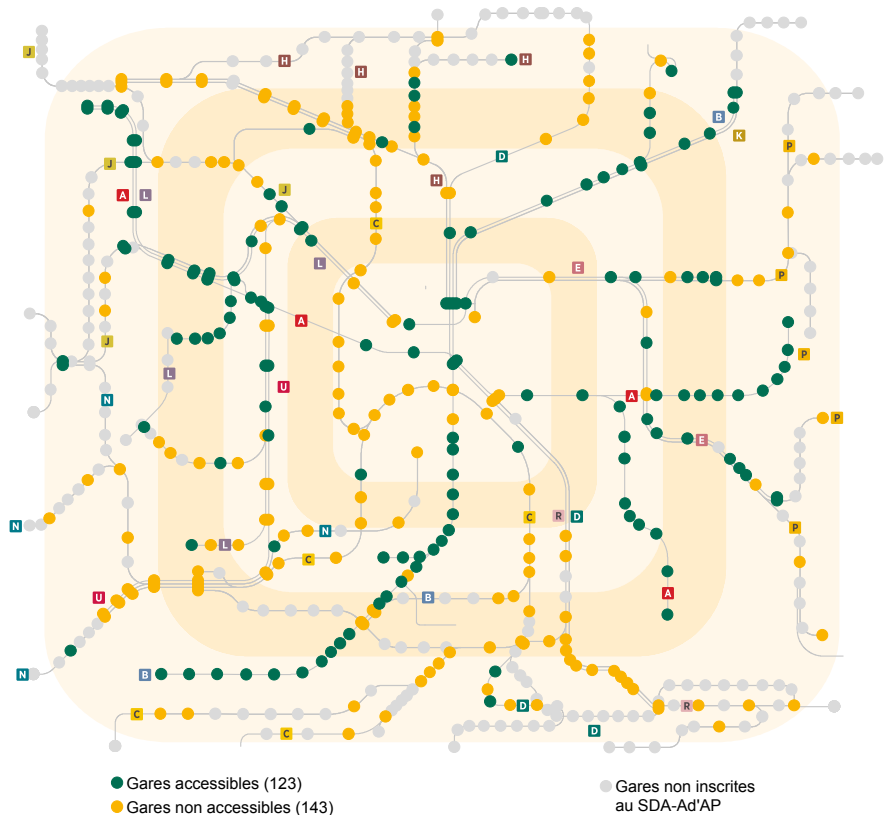 J
H
H
H
B
K
D
P
J
J
A
L
H
C
L
E
P
A
J
P
L
U
A
N
P
E
N
C
R
D
P
N
L
C
U
B
A
N
B
C
D
R
C
D
Gares accessibles (123)
Gares non accessibles (143)
Gares non inscrites
au SDA-Ad'AP